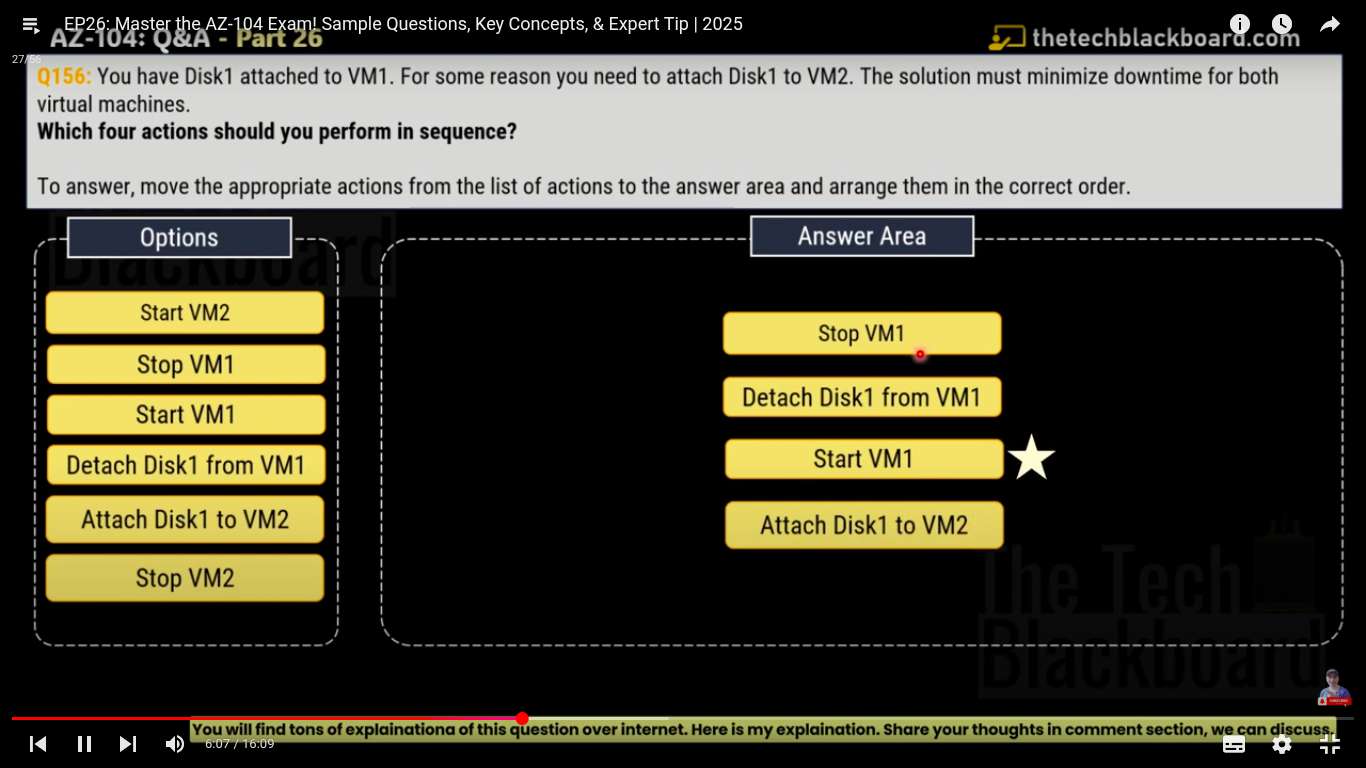 EP26: Master the AZ-104 Exam! Sample Questions, Key Concepts, & Expert Tip | 2025
AZ-104: Q&A - Part 26
thetechblackboard.com
27/56
Q156: You have Disk1 attached to VM1. For some reason you need to attach Disk1 to VM2. The solution must minimize downtime for both
virtual machines.
Which four actions should you perform in sequence?
To answer, move the appropriate actions from the list of actions to the answer area and arrange them in the correct order.
Options
Start VM2
Stop VM1
Start VM1
Detach Disk1 from VM1
Attach Disk1 to VM2
Stop VM2
Answer Area
Stop VM1
Detach Disk1 from VM1
Start VM1
Attach Disk1 to VM2
The Tech
Blackboard
Blackboard
You will find tons of explainationa of this question over internet. Here is my explaination. Share your thoughts in comment section, we can discuss.
6:07 / 16:09